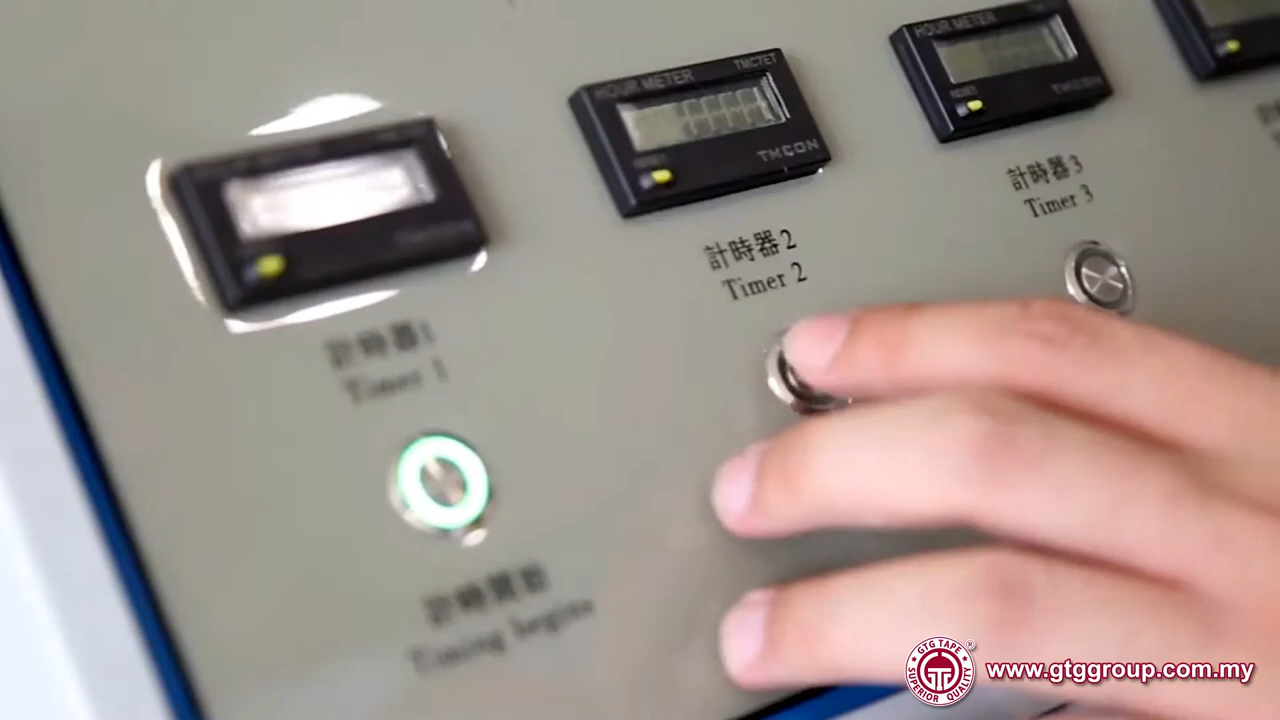 HOUR METER TMC7ET
RESET
TMCON
HOUR METER
RESET
TMCON
計時器1
Timer 1
計時器2
Timer 2
計時器3
Timer 3
計時開始
Timing begins
GTG TAPE
SUPERIOR QUALITY
®
www.gtggroup.com.my